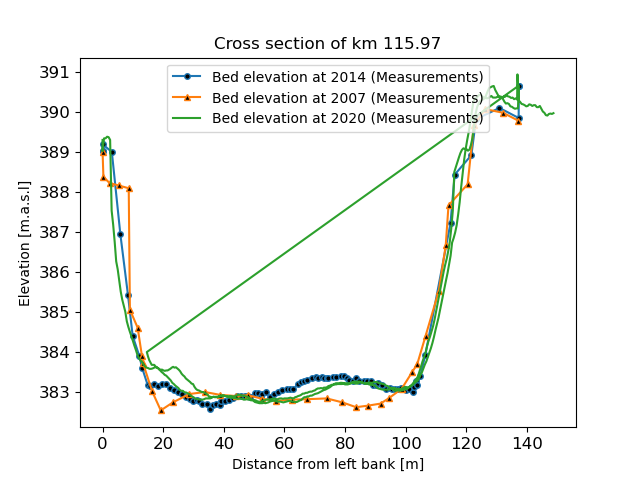 Cross section of km 115.97
Bed elevation at 2014 (Measurements)
Bed elevation at 2007 (Measurements)
Bed elevation at 2020 (Measurements)
391
390
389
388
387
386
385
384
383
Elevation [m.a.s.l]
0 20 40 60 80 100 120 140
Distance from left bank [m]